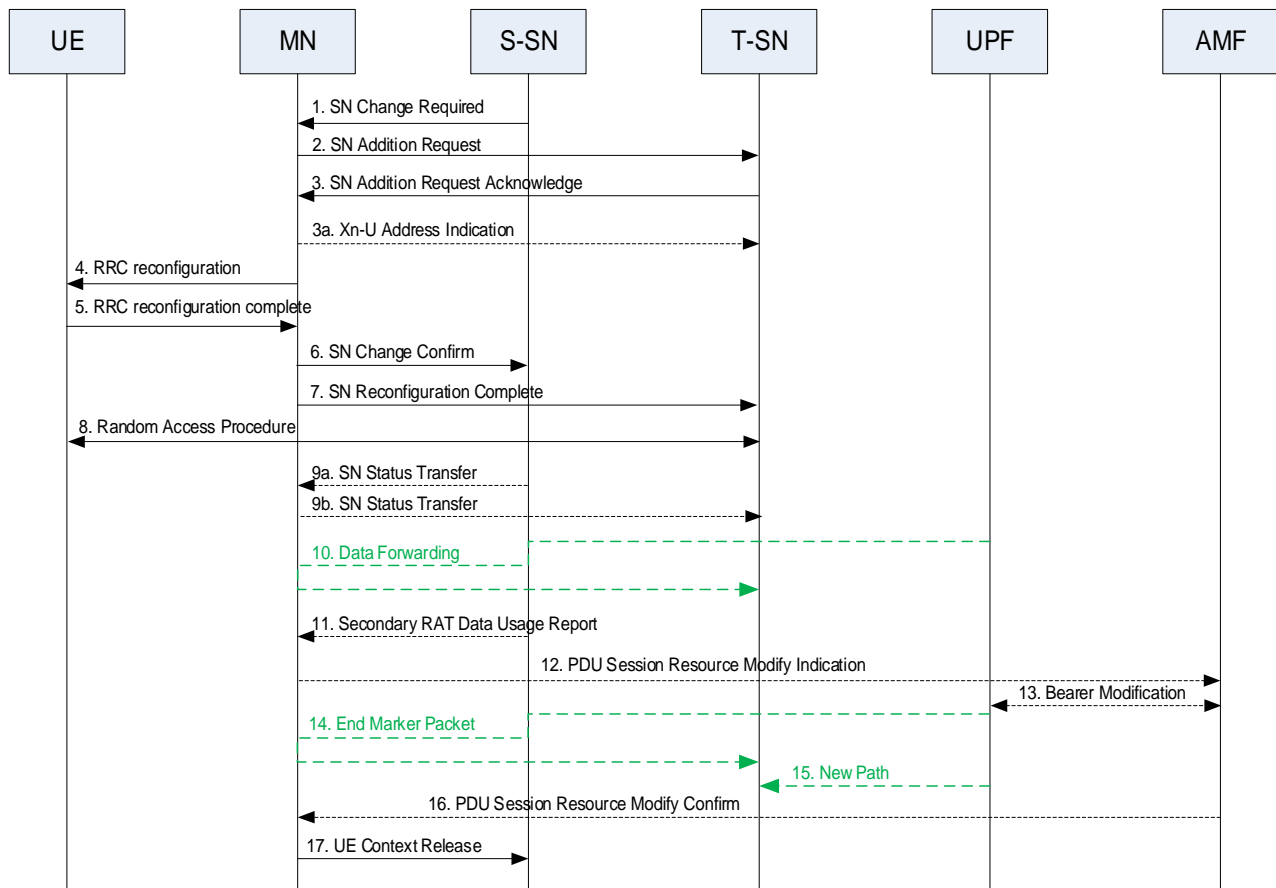 UE
MN
S-SN
T-SN
UPF
AMF
1. SN Change Required
2. SN Addition Request
3. SN Addition Request Acknowledge
3a. Xn-U Address Indication
4. RRC reconfiguration
5. RRC reconfiguration complete
6. SN Change Confirm
7. SN Reconfiguration Complete
8. Random Access Procedure
9a. SN Status Transfer
9b. SN Status Transfer
10. Data Forwarding
11. Secondary RAT Data Usage Report
12. PDU Session Resource Modify Indication
13. Bearer Modification
14. End Marker Packet
15. New Path
16. PDU Session Resource Modify Confirm
17. UE Context Release